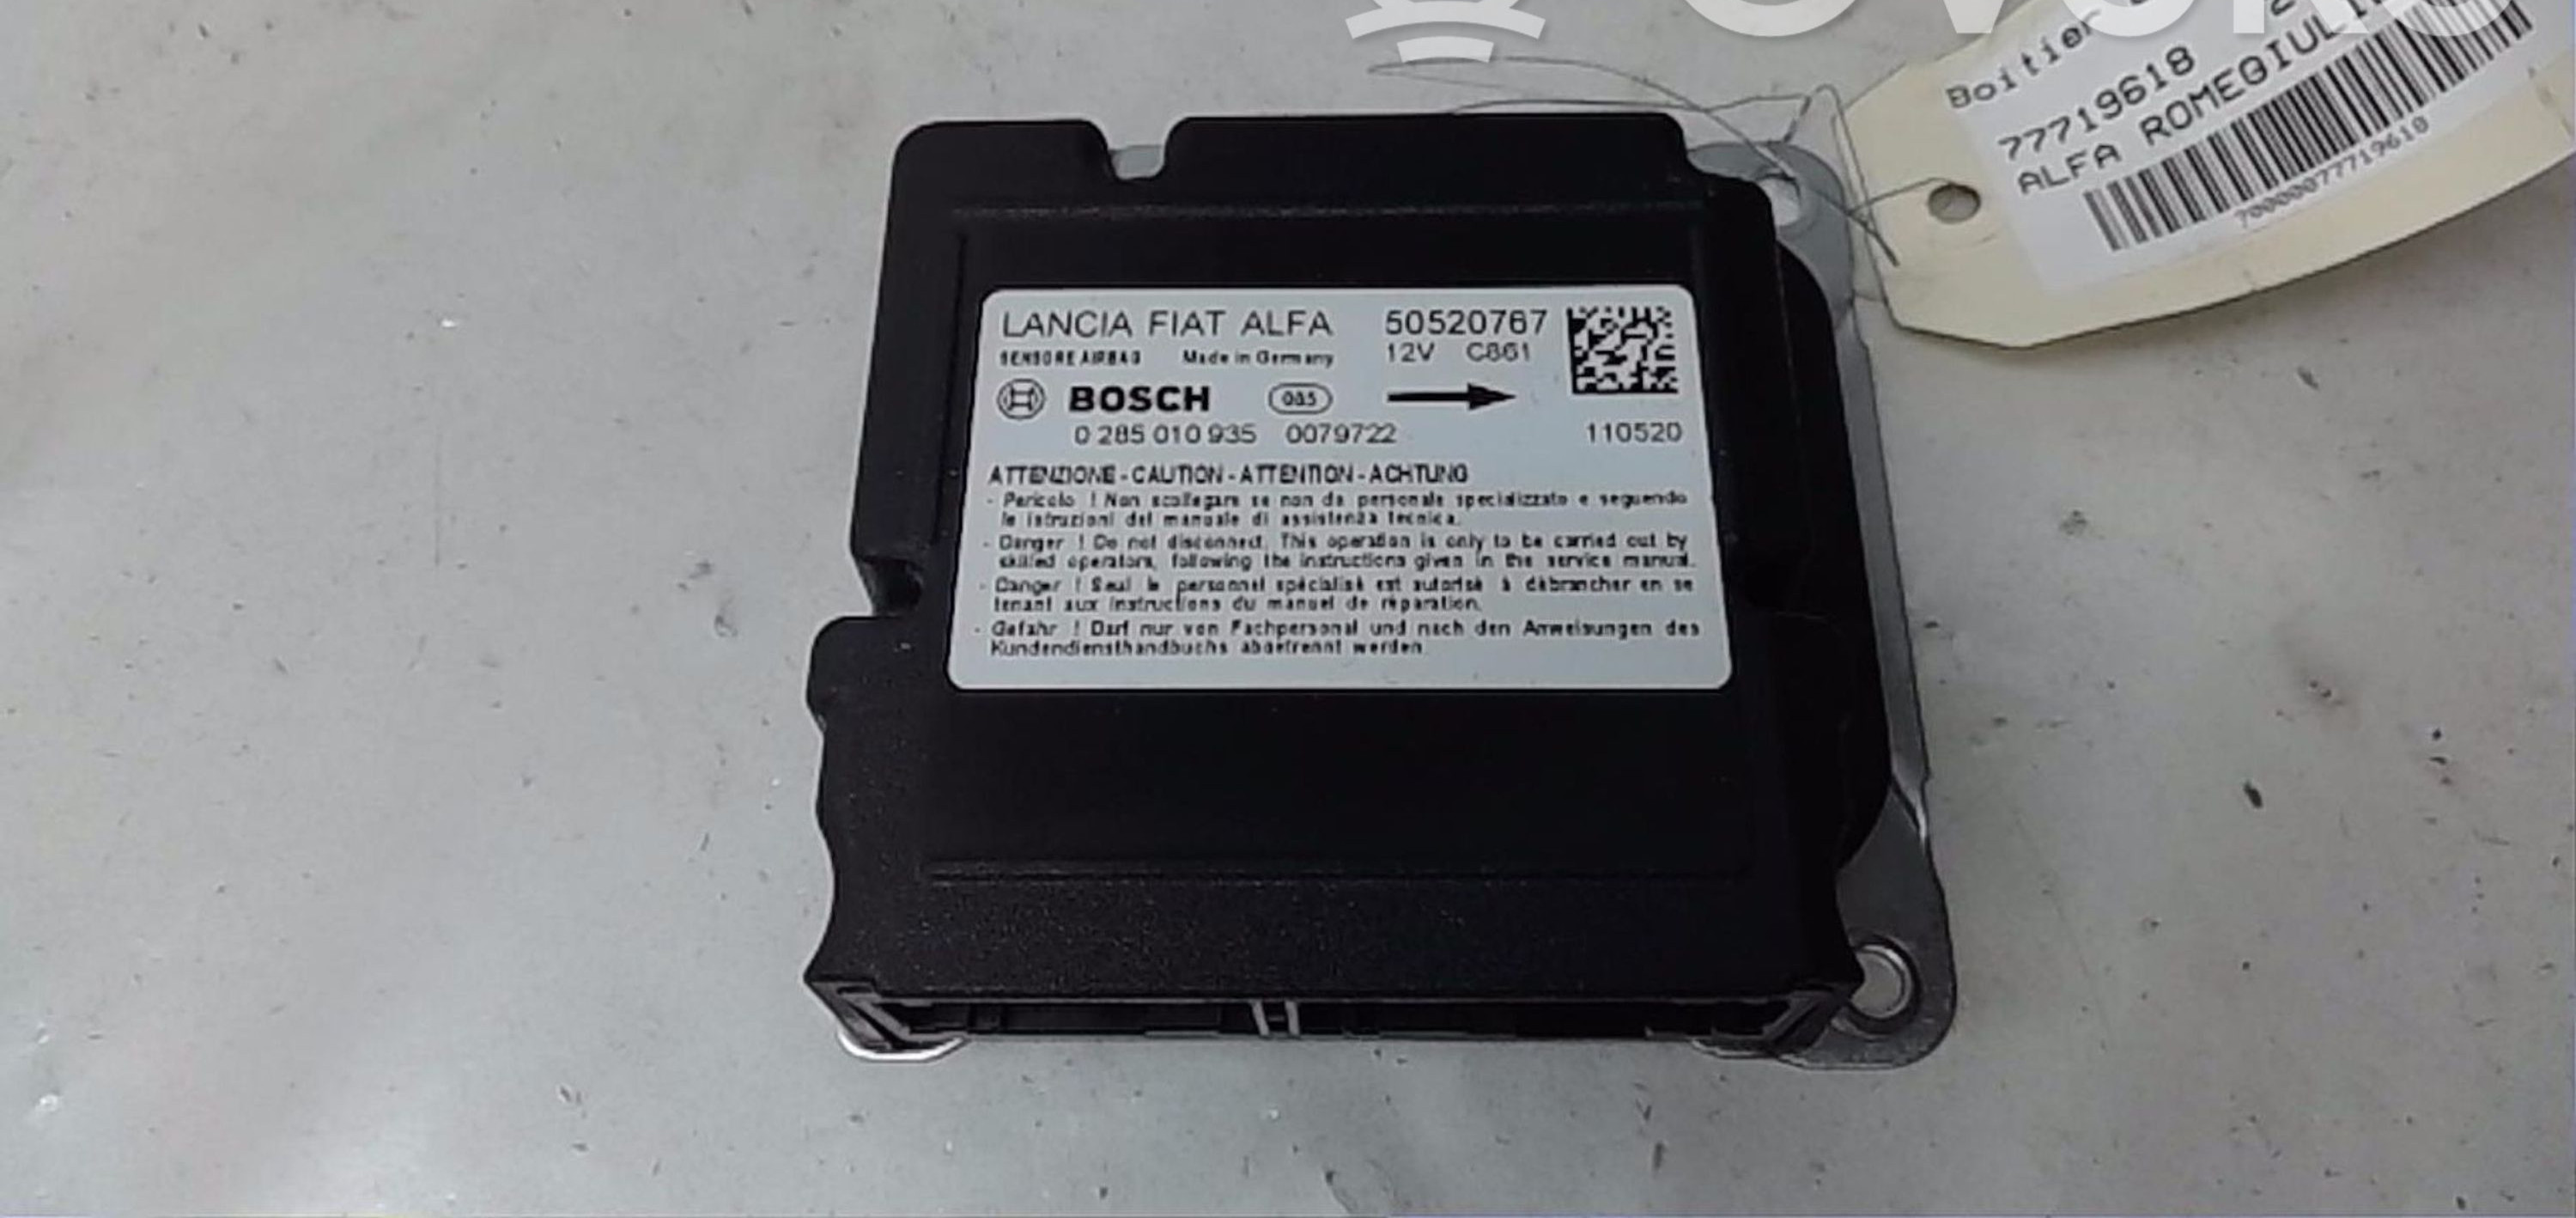 Boitier
77719618
ALFA ROMEOGIULI
7000077719618
LANCIA FIAT ALFA 50520767
SENSORE AIRBAG Made in Germany 12V C861
BOSCH
0 285 010 935 0079722 110520
ATTENZIONE - CAUTION - ATTENTION - ACHTUNG
- Pericolo ! Non scollegare se non da personale specializzato e seguendo
le istruzioni del manuale di assistenza tecnica.
- Danger ! Do not disconnect. This operation is only to be carried out by
skilled operators, following the instructions given in the service manual.
- Danger ! Seul le personnel spécialisé est autorisé à débrancher en se
tenant aux instructions du manuel de réparation.
- Gefahr ! Darf nur von Fachpersonal und nach den Anweisungen des
Kundendiensthandbuchs abgetrennt werden.